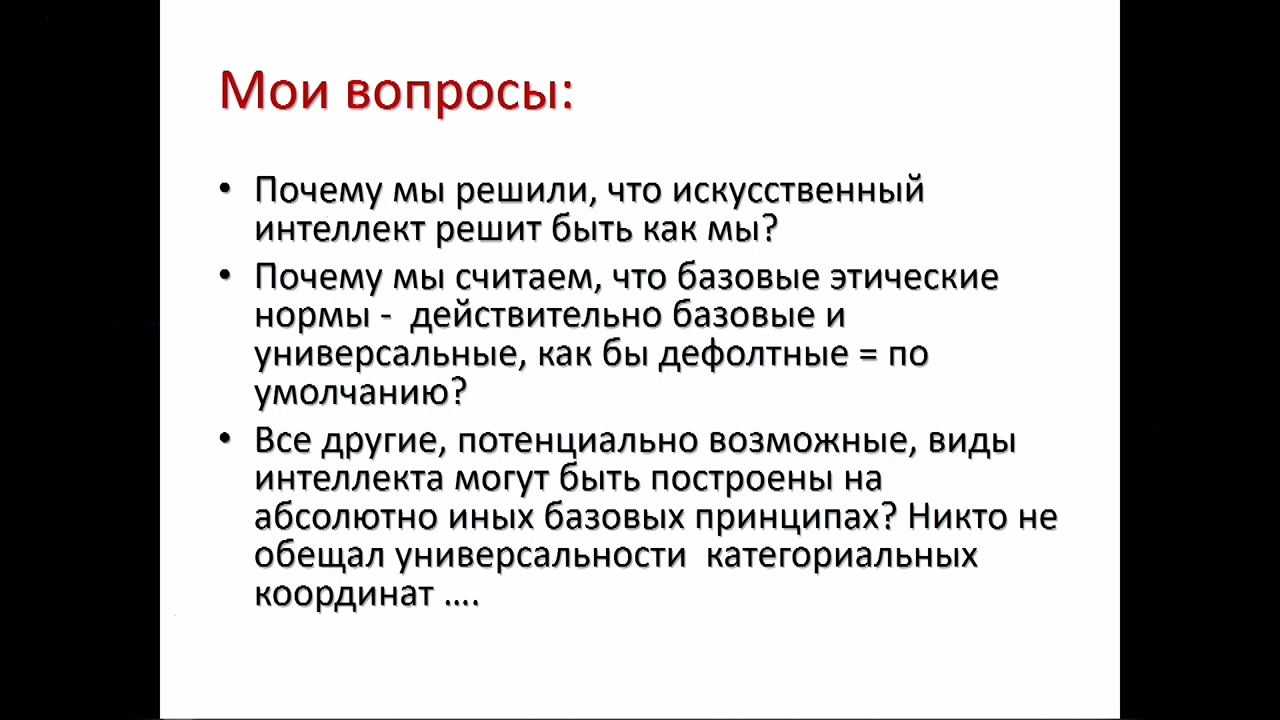 Мои вопросы:
• Почему мы решили, что искусственный
интеллект решит быть как мы?
• Почему мы считаем, что базовые этические
нормы -  действительно базовые и
универсальные, как бы дефолтные = по
умолчанию?
• Все другие, потенциально возможные, виды
интеллекта могут быть построены на
абсолютно иных базовых принципах? Никто не
обещал универсальности  категориальных
координат ....